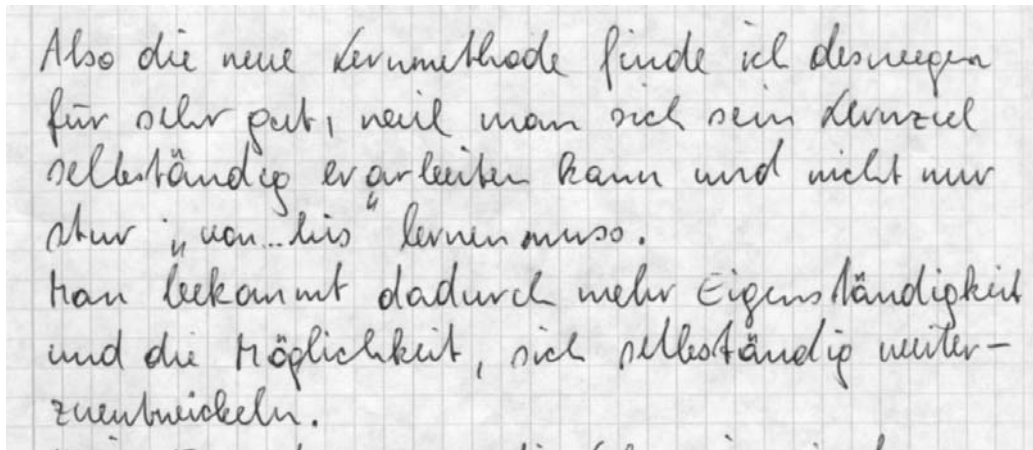 Also die neue Lernmethode finde ich deswegen
für sehr gut, weil man sich sein Lernziel
selbständig erarbeiten kann und nicht nur
stur „von...bis“ lernen muss.
Man bekommt dadurch mehr Eigenständigkeit
und die Möglichkeit, sich selbständig weiter-
zuentwickeln.